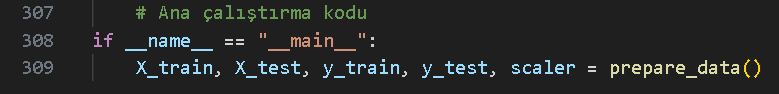 307 # Ana çalıştırma kodu
308 if __name__ == "__main__":
309 X_train, X_test, y_train, y_test, scaler = prepare_data()